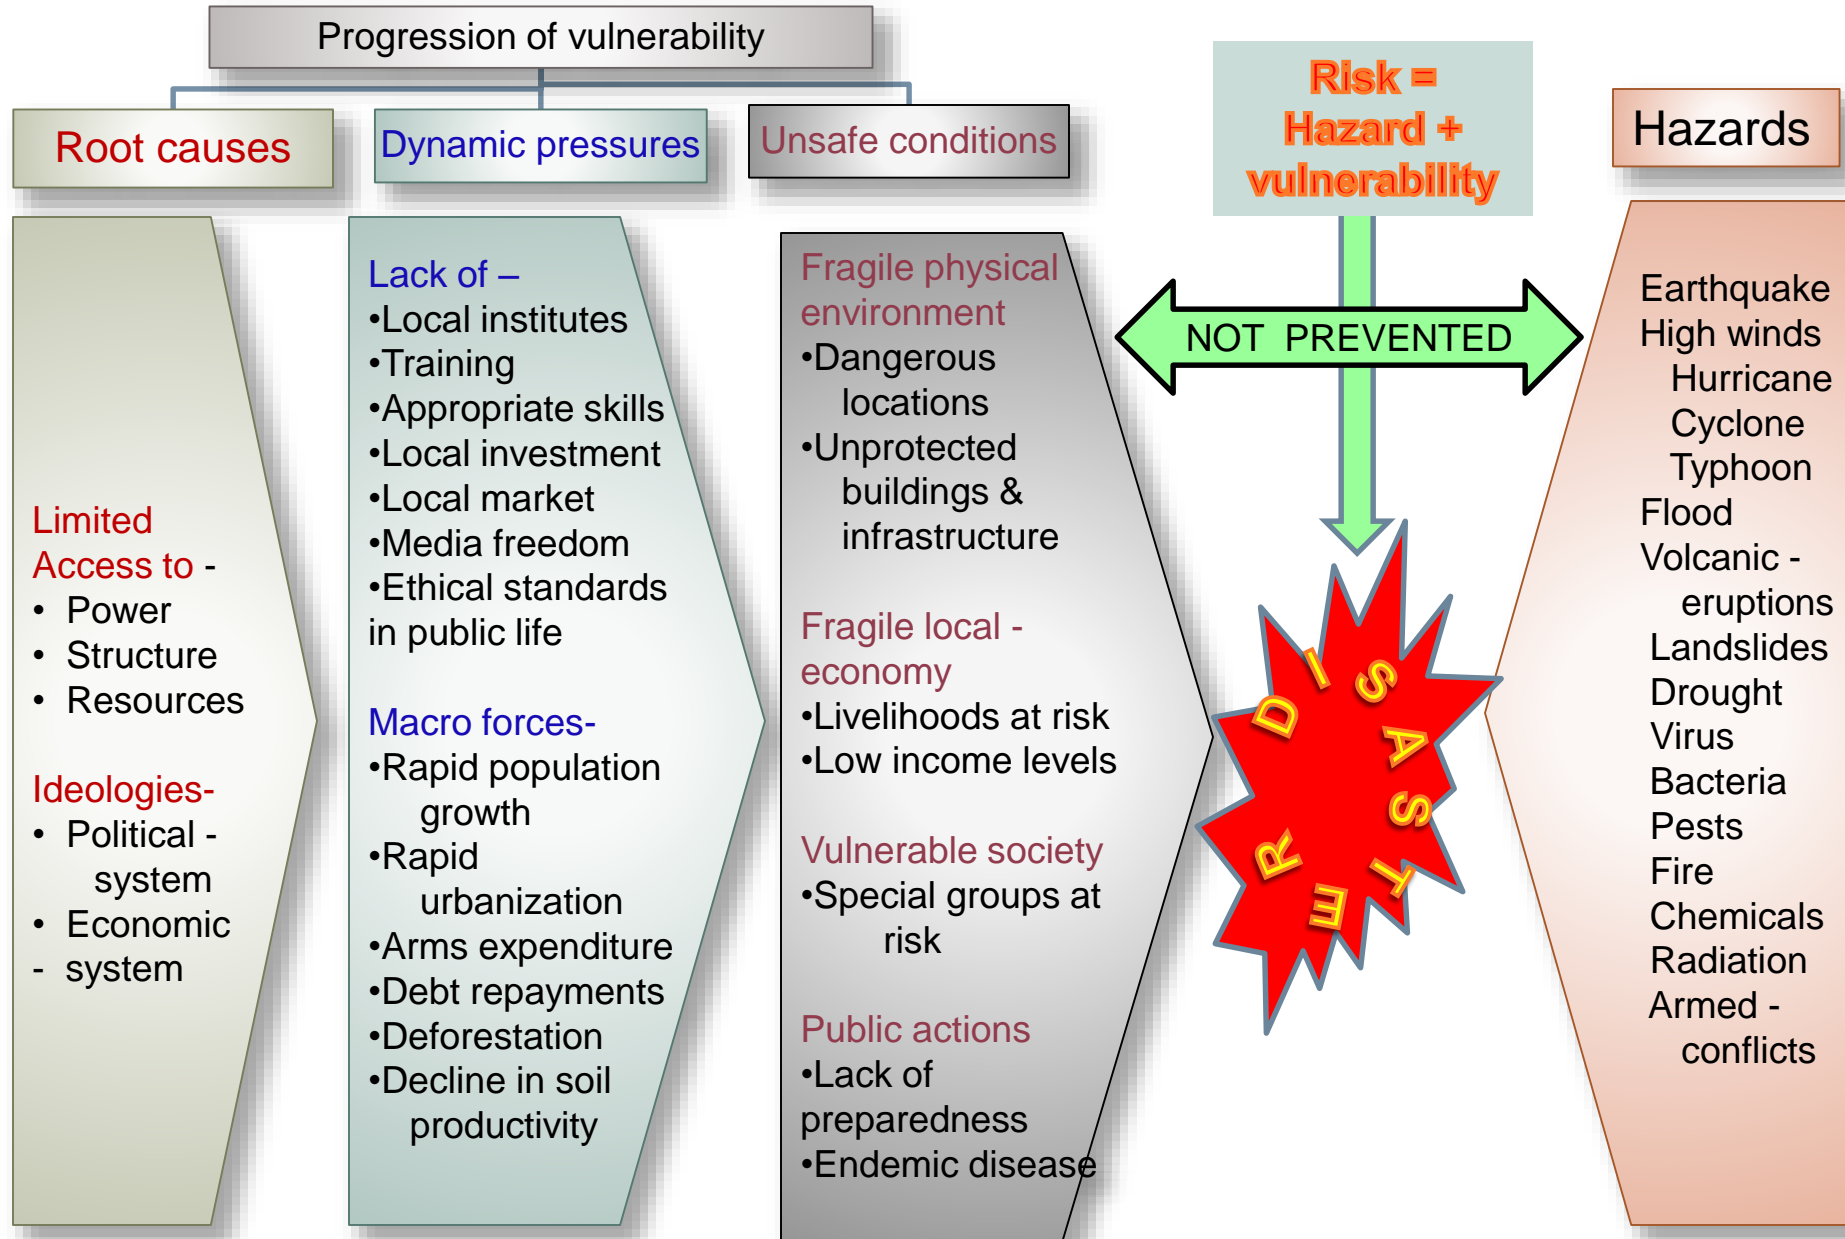 Progression of vulnerability
Root causes
Dynamic pressures
Unsafe conditions
Risk =
Hazard +
vulnerability
Hazards
Limited
Access to -
• Power
• Structure
• Resources
Ideologies-
• Political -
system
• Economic
- system
Lack of –
•Local institutes
•Training
•Appropriate skills
•Local investment
•Local market
•Media freedom
•Ethical standards
in public life
Macro forces-
•Rapid population
growth
•Rapid
urbanization
•Arms expenditure
•Debt repayments
•Deforestation
•Decline in soil
productivity
Fragile physical
environment
•Dangerous
locations
•Unprotected
buildings &
infrastructure
Fragile local -
economy
•Livelihoods at risk
•Low income levels
Vulnerable society
•Special groups at
risk
Public actions
•Lack of
preparedness
•Endemic disease
NOT PREVENTED
DISASTER
Earthquake
High winds
Hurricane
Cyclone
Typhoon
Flood
Volcanic -
eruptions
Landslides
Drought
Virus
Bacteria
Pests
Fire
Chemicals
Radiation
Armed -
conflicts